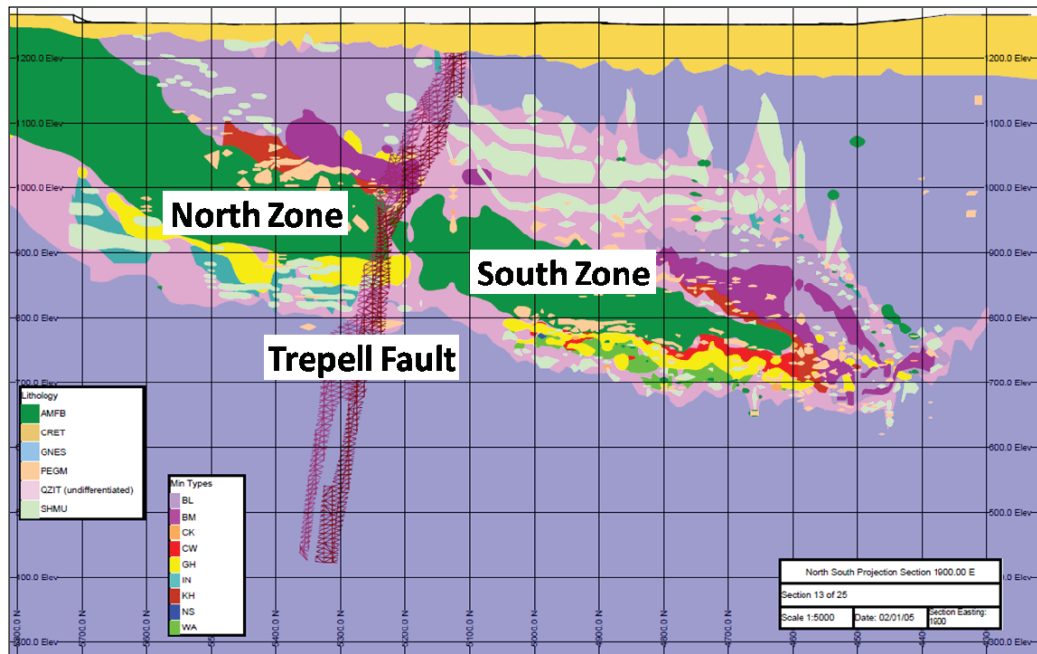 1200.0 Elev
1200.0 Elev
1100.0 Elev
1100.0 Elev
1000.0 Elev
1000.0 Elev
North Zone
900.0 Elev
900.0 Elev
South Zone
800.0 Elev
800.0 Elev
Trepell Fault
700.0 Elev
700.0 Elev
Lithology
AMFB
CRET
GNES
PEGM
QZIT (undifferentiated)
SHMU
Min Types
BL
BM
CK
CW
GH
IN
KH
NS
WA
500.0 Elev
500.0 Elev
North South Projection Section 1900.00 E
Section 13 of 25
Scale 1:5000
Date: 02/01/05
Section Easting:
1900